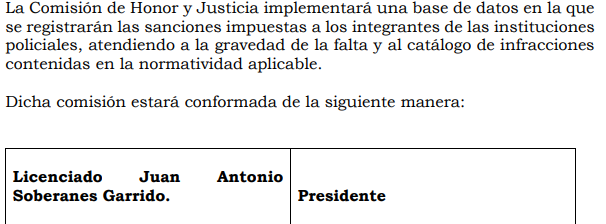 La Comisión de Honor y Justicia implementará una base de datos en la que
se registrarán las sanciones impuestas a los integrantes de las instituciones
policiales, atendiendo a la gravedad de la falta y al catálogo de infracciones
contenidas en la normatividad aplicable.
Dicha comisión estará conformada de la siguiente manera:
Licenciado Juan Antonio
Soberanes Garrido.
Presidente